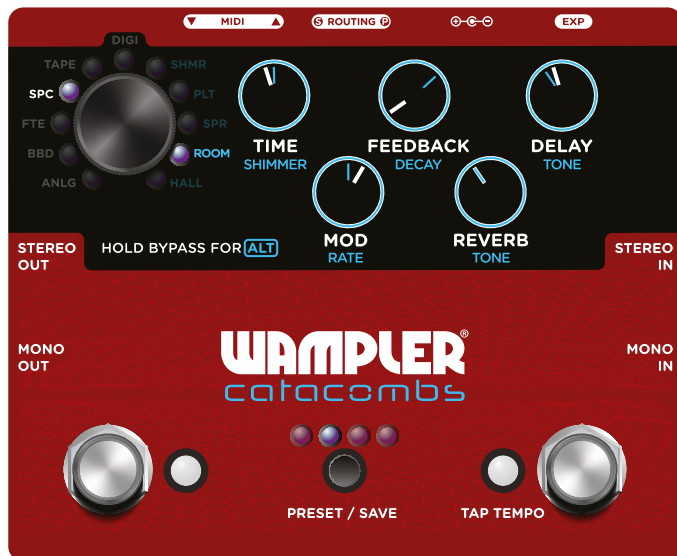 MIDI
S ROUTING P
EXP
DIGI
TAPE
SHMR
SPC
PLT
FTE
SPR
BBD
ROOM
ANLG
HALL
TIME
SHIMMER
FEEDBACK
DECAY
DELAY
TONE
MOD
RATE
REVERB
TONE
HOLD BYPASS FOR ALT
STEREO
OUT
STEREO
IN
MONO
OUT
MONO
IN
WAMPLER®
catacombs
PRESET / SAVE
TAP TEMPO